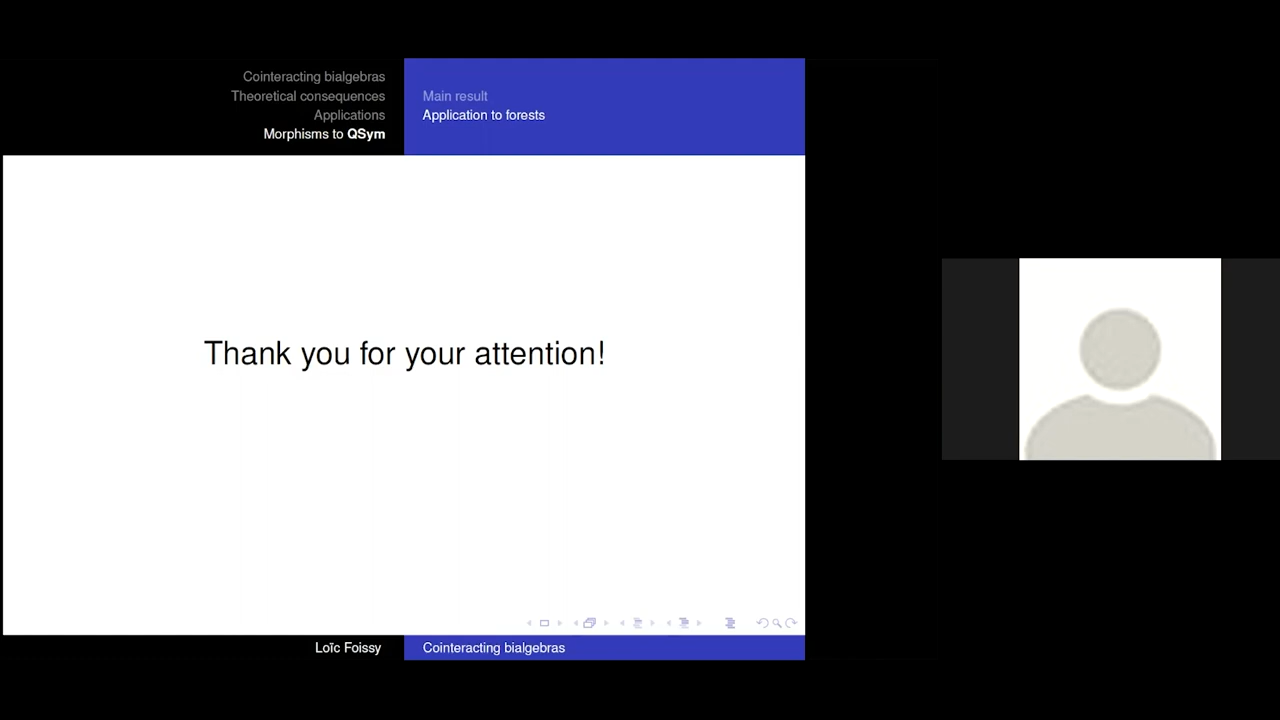 Cointeracting bialgebras
Theoretical consequences
Applications
Morphisms to QSym
Main result
Application to forests
Thank you for your attention!
Loïc Foissy
Cointeracting bialgebras